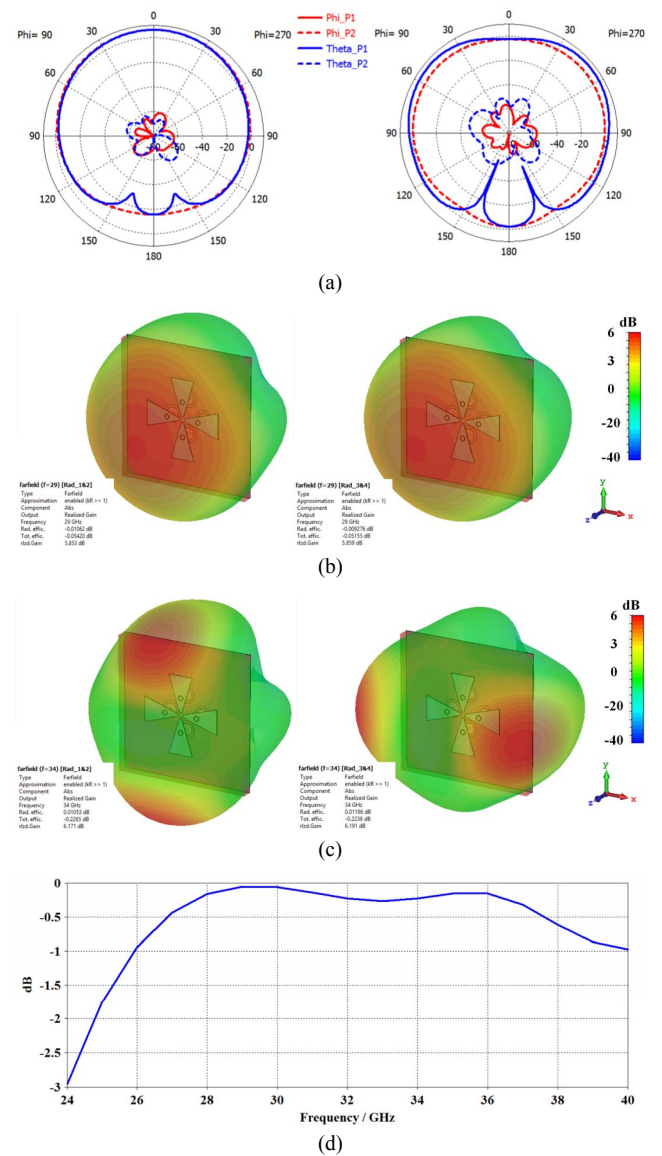 0
Phi= 90
30
30
Phi=270
60
60
90
0
-20
-40
-60
-40
-20
0
90
120
120
150
150
180
Phi_P1
Phi_P2
Theta_P1
Theta_P2
0
Phi= 90
30
30
Phi=270
60
60
90
0
-20
-40
-20
0
90
120
120
150
150
180
(a)
farfield (f=29) [Rad_1&2]
Type Farfield
Approximation enabled (kR >> 1)
Component Abs
Output Realized Gain
Frequency 29 GHz
Rad. effic. -0.01062 dB
Tot. effic. -0.05420 dB
rlzd.Gain 5.853 dB
farfield (f=29) [Rad_3&4]
Type Farfield
Approximation enabled (kR >> 1)
Component Abs
Output Realized Gain
Frequency 29 GHz
Rad. effic. -0.009276 dB
Tot. effic. -0.05155 dB
rlzd.Gain 5.859 dB
dB
6
3
0
-20
-40
y
z
x
(b)
farfield (f=34) [Rad_1&2]
Type Farfield
Approximation enabled (kR >> 1)
Component Abs
Output Realized Gain
Frequency 34 GHz
Rad. effic. 0.01053 dB
Tot. effic. -0.2265 dB
rlzd.Gain 6.171 dB
farfield (f=34) [Rad_3&4]
Type Farfield
Approximation enabled (kR >> 1)
Component Abs
Output Realized Gain
Frequency 34 GHz
Rad. effic. 0.01186 dB
Tot. effic. -0.2238 dB
rlzd.Gain 6.191 dB
dB
6
3
0
-20
-40
y
z
x
(c)
0
-0.5
-1
-1.5
-2
-2.5
-3
dB
24 26 28 30 32 34 36 38 40
Frequency / GHz
(d)